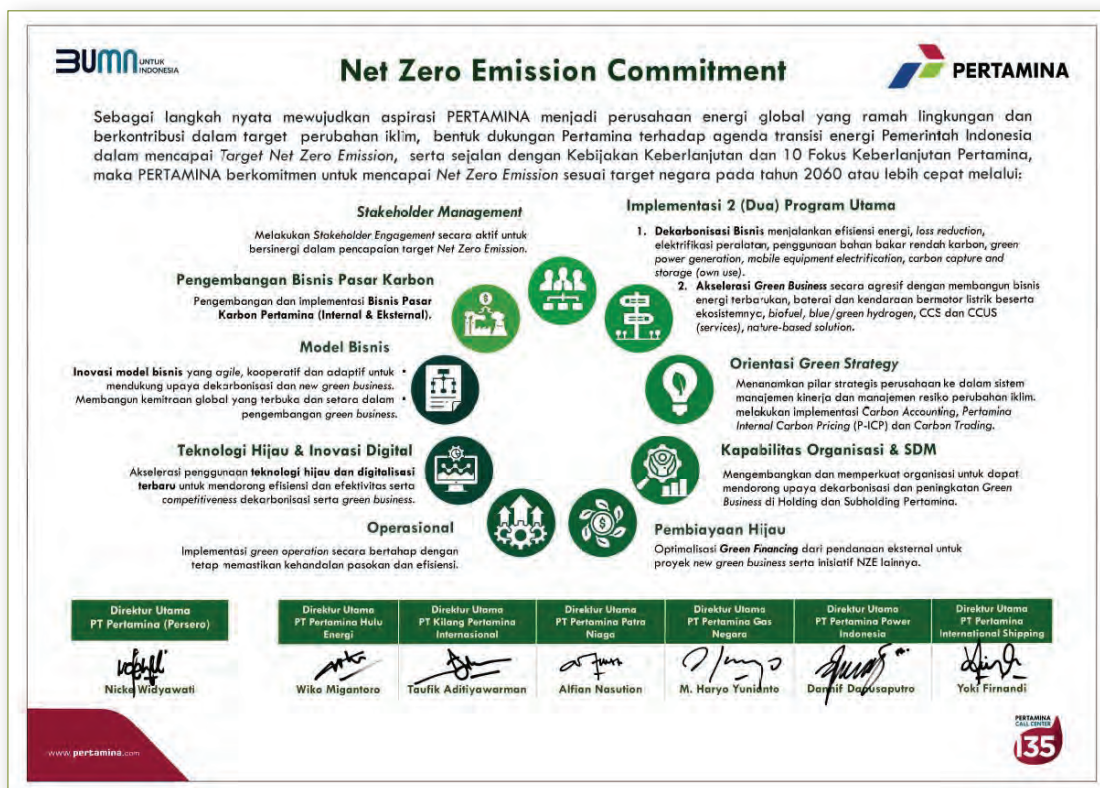 BUMN UNTUK INDONESIA
Net Zero Emission Commitment
PERTAMINA
Sebagai langkah nyata mewujudkan aspirasi PERTAMINA menjadi perusahaan energi global yang ramah lingkungan dan
berkontribusi dalam target perubahan iklim, bentuk dukungan Pertamina terhadap agenda transisi energi Pemerintah Indonesia
dalam mencapai Target Net Zero Emission, serta sejalan dengan Kebijakan Keberlanjutan dan 10 Fokus Keberlanjutan Pertamina,
maka PERTAMINA berkomitmen untuk mencapai Net Zero Emission sesuai target negara pada tahun 2060 atau lebih cepat melalui:
Stakeholder Management
Melakukan Stakeholder Engagement secara aktif untuk
bersinergi dalam pencapaian target Net Zero Emission.
Pengembangan Bisnis Pasar Karbon
Pengembangan dan implementasi Bisnis Pasar
Karbon Pertamina (Internal & Eksternal).
Model Bisnis
Inovasi model bisnis yang agile, kooperatif dan adaptif untuk •
mendukung upaya dekarbonisasi dan new green business.
Membangun kemitraan global yang terbuka dan setara dalam •
pengembangan green business.
Teknologi Hijau & Inovasi Digital
Akselerasi penggunaan teknologi hijau dan digitalisasi
terbaru untuk mendorong efisiensi dan efektivitas serta
competitiveness dekarbonisasi serta green business.
Operasional
Implementasi green operation secara bertahap dengan
tetap memastikan kehandalan pasokan dan efisiensi.
Implementasi 2 (Dua) Program Utama
1. Dekarbonisasi Bisnis menjalankan efisiensi energi, loss reduction,
elektrifikasi peralatan, penggunaan bahan bakar rendah karbon, green
power generation, mobile equipment electrification, carbon capture and
storage (own use).
2. Akselerasi Green Business secara agresif dengan membangun bisnis
energi terbarukan, baterai dan kendaraan bermotor listrik beserta
ekosistemnya, biofuel, blue/green hydrogen, CCS dan CCUS
(services), nature-based solution.
Orientasi Green Strategy
Menanamkan pilar strategis perusahaan ke dalam sistem
manajemen kinerja dan manajemen resiko perubahan iklim.
melakukan implementasi Carbon Accounting, Pertamina
Internal Carbon Pricing (P-ICP) dan Carbon Trading.
Kapabilitas Organisasi & SDM
Mengembangkan dan memperkuat organisasi untuk dapat
mendorong upaya dekarbonisasi dan peningkatan Green
Business di Holding dan Subholding Pertamina.
Pembiayaan Hijau
Optimalisasi Green Financing dari pendanaan eksternal untuk
proyek new green business serta inisiatif NZE lainnya.
Direktur Utama
PT Pertamina (Persero)
Nicke Widyawati
Direktur Utama
PT Pertamina Hulu
Energi
Wiko Migantoro
Direktur Utama
PT Kilang Pertamina
Internasional
Taufik Aditiyawarman
Direktur Utama
PT Pertamina Patra
Niaga
Alfian Nasution
Direktur Utama
PT Pertamina Gas
Negara
M. Haryo Yunianto
Direktur Utama
PT Pertamina Power
Indonesia
Dannif
Direktur Utama
PT Pertamina
International Shipping
Yoki Firnandi
www.pertamina.com
PERTAMINA
CALL CENTER
135